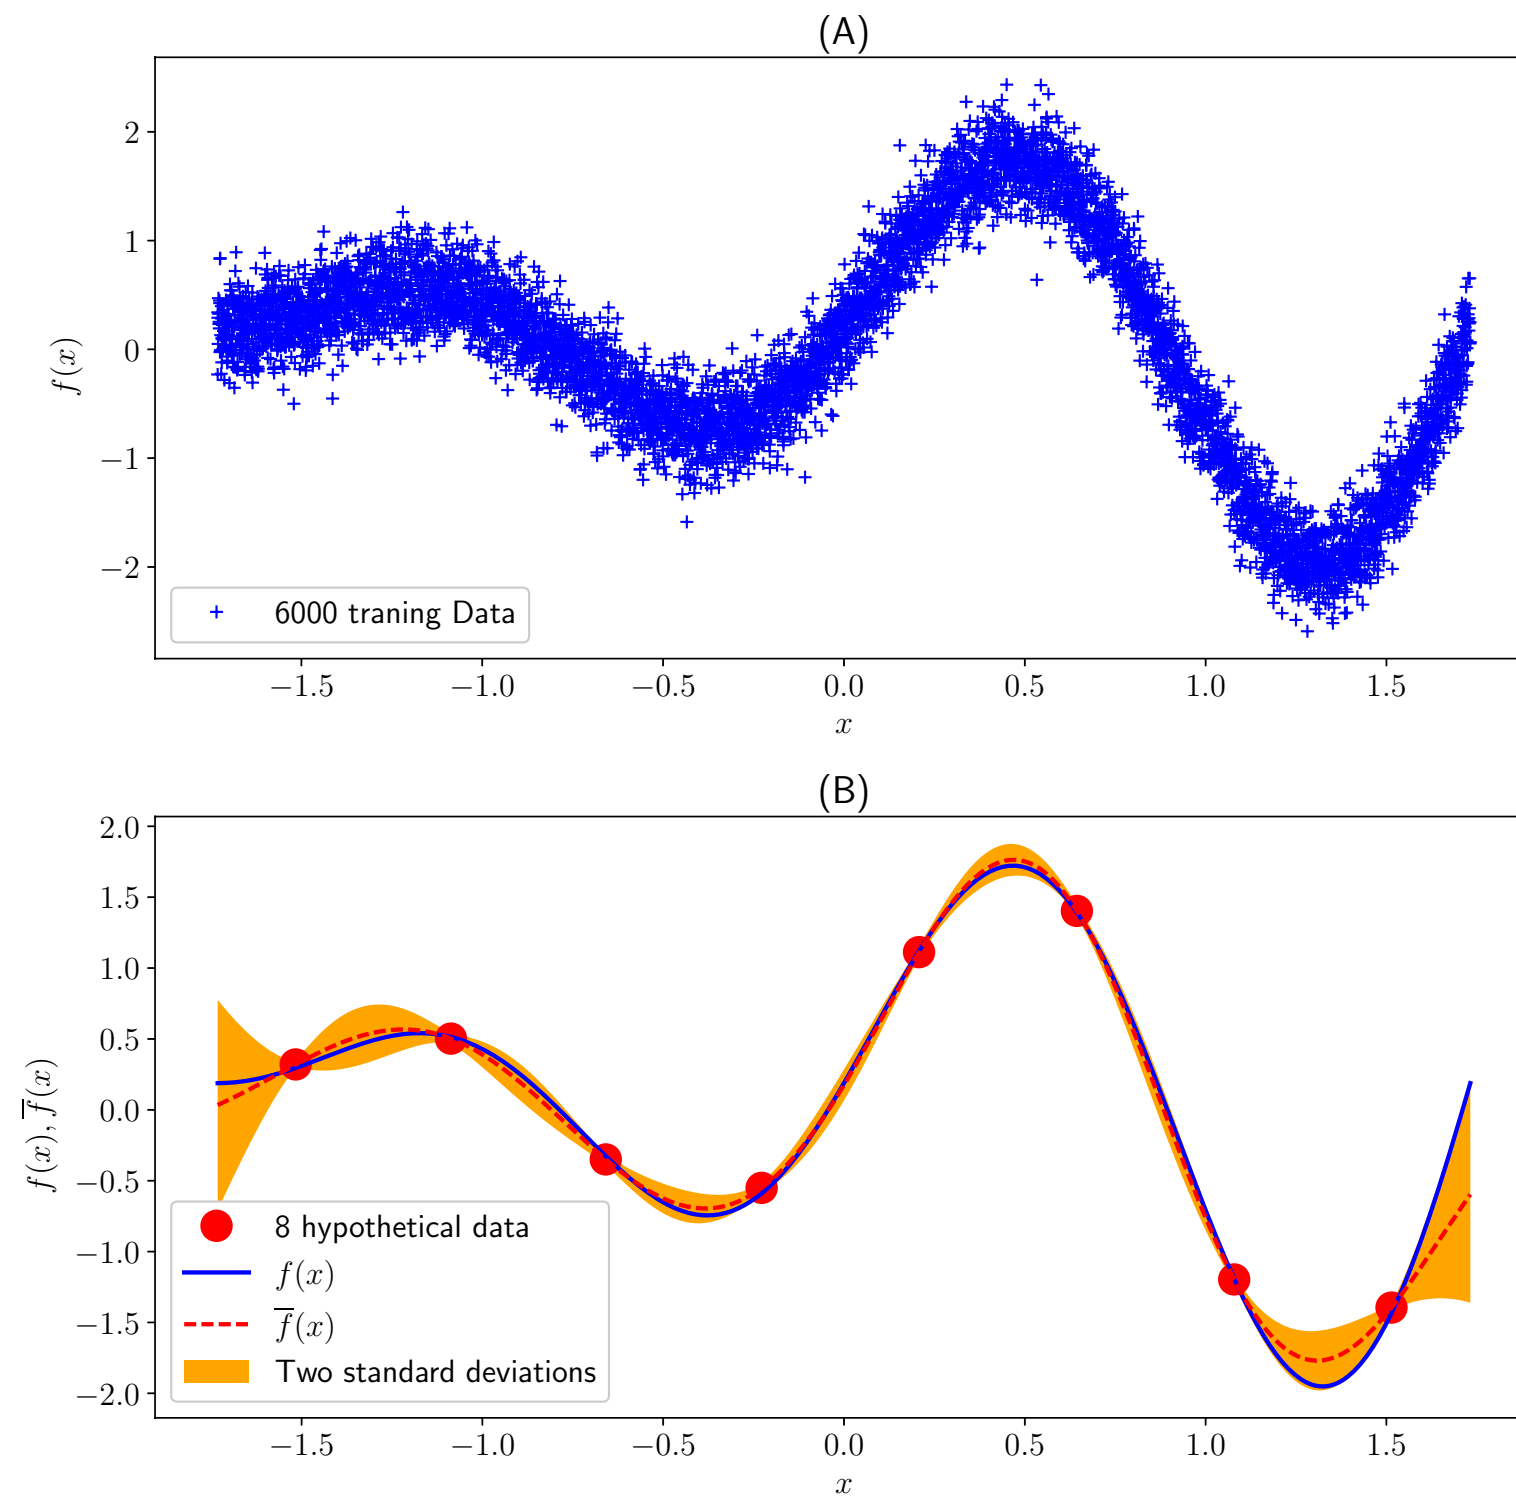 (A)
2
1
0
−1
−2
f(x)
6000 traning Data
−1.5 −1.0 −0.5 0.0 0.5 1.0 1.5
x
(B)
2.0
1.5
1.0
0.5
0.0
−0.5
−1.0
−1.5
−2.0
f(x), f̅(x)
8 hypothetical data
f(x)
f̅(x)
Two standard deviations
−1.5 −1.0 −0.5 0.0 0.5 1.0 1.5
x